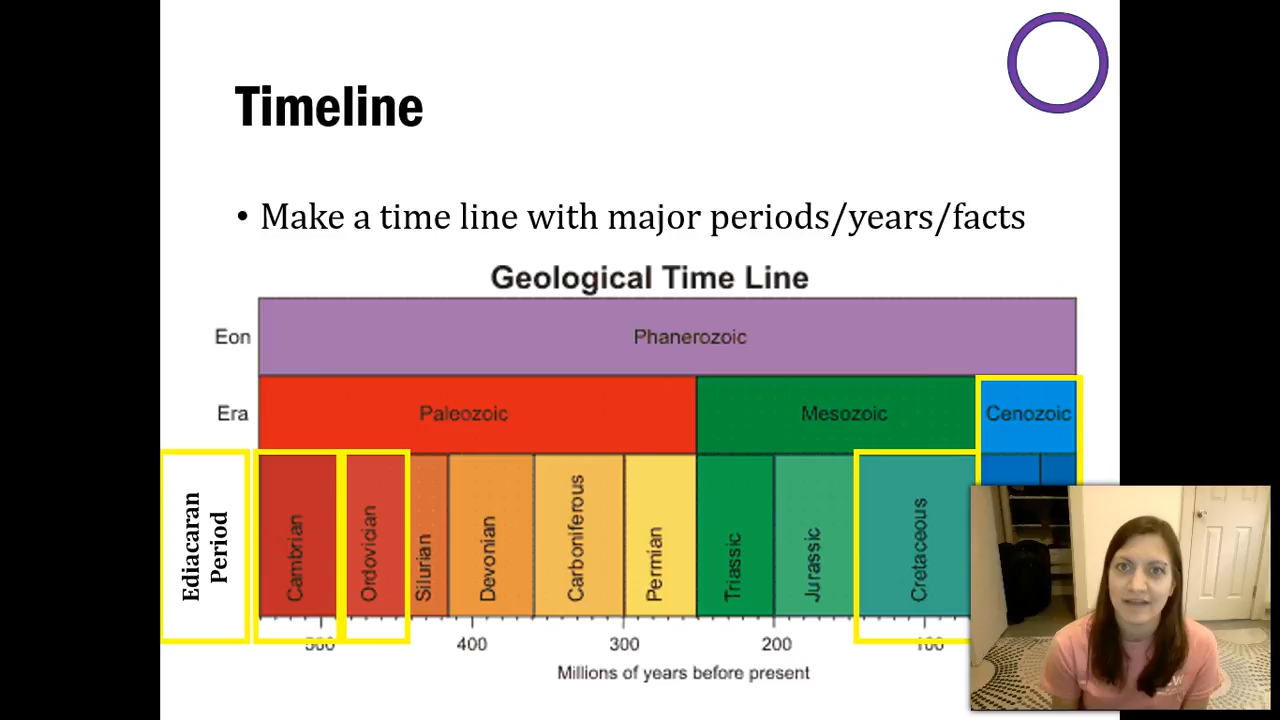 Timeline
• Make a time line with major periods/years/facts
Geological Time Line
Eon
Phanerozoic
Era
Paleozoic
Mesozoic
Cenozoic
Ediacaran
Period
Cambrian
Ordovician
Silurian
Devonian
Carboniferous
Permian
Triassic
Jurassic
Cretaceous
500
400
300
200
100
Millions of years before present